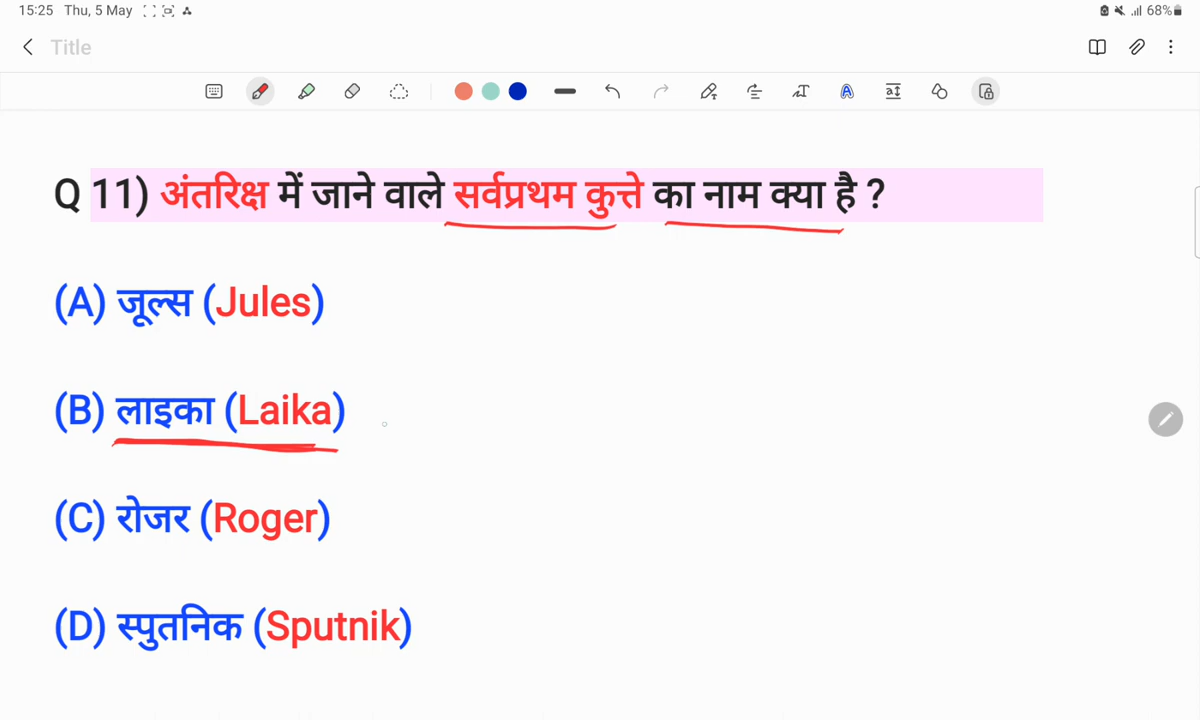 15:25 Thu, 5 May 68%
Title
Q 11) अंतरिक्ष में जाने वाले सर्वप्रथम कुत्ते का नाम क्या है ?
(A) जूल्स (Jules)
(B) लाइका (Laika)
(C) रोजर (Roger)
(D) स्पुतनिक (Sputnik)